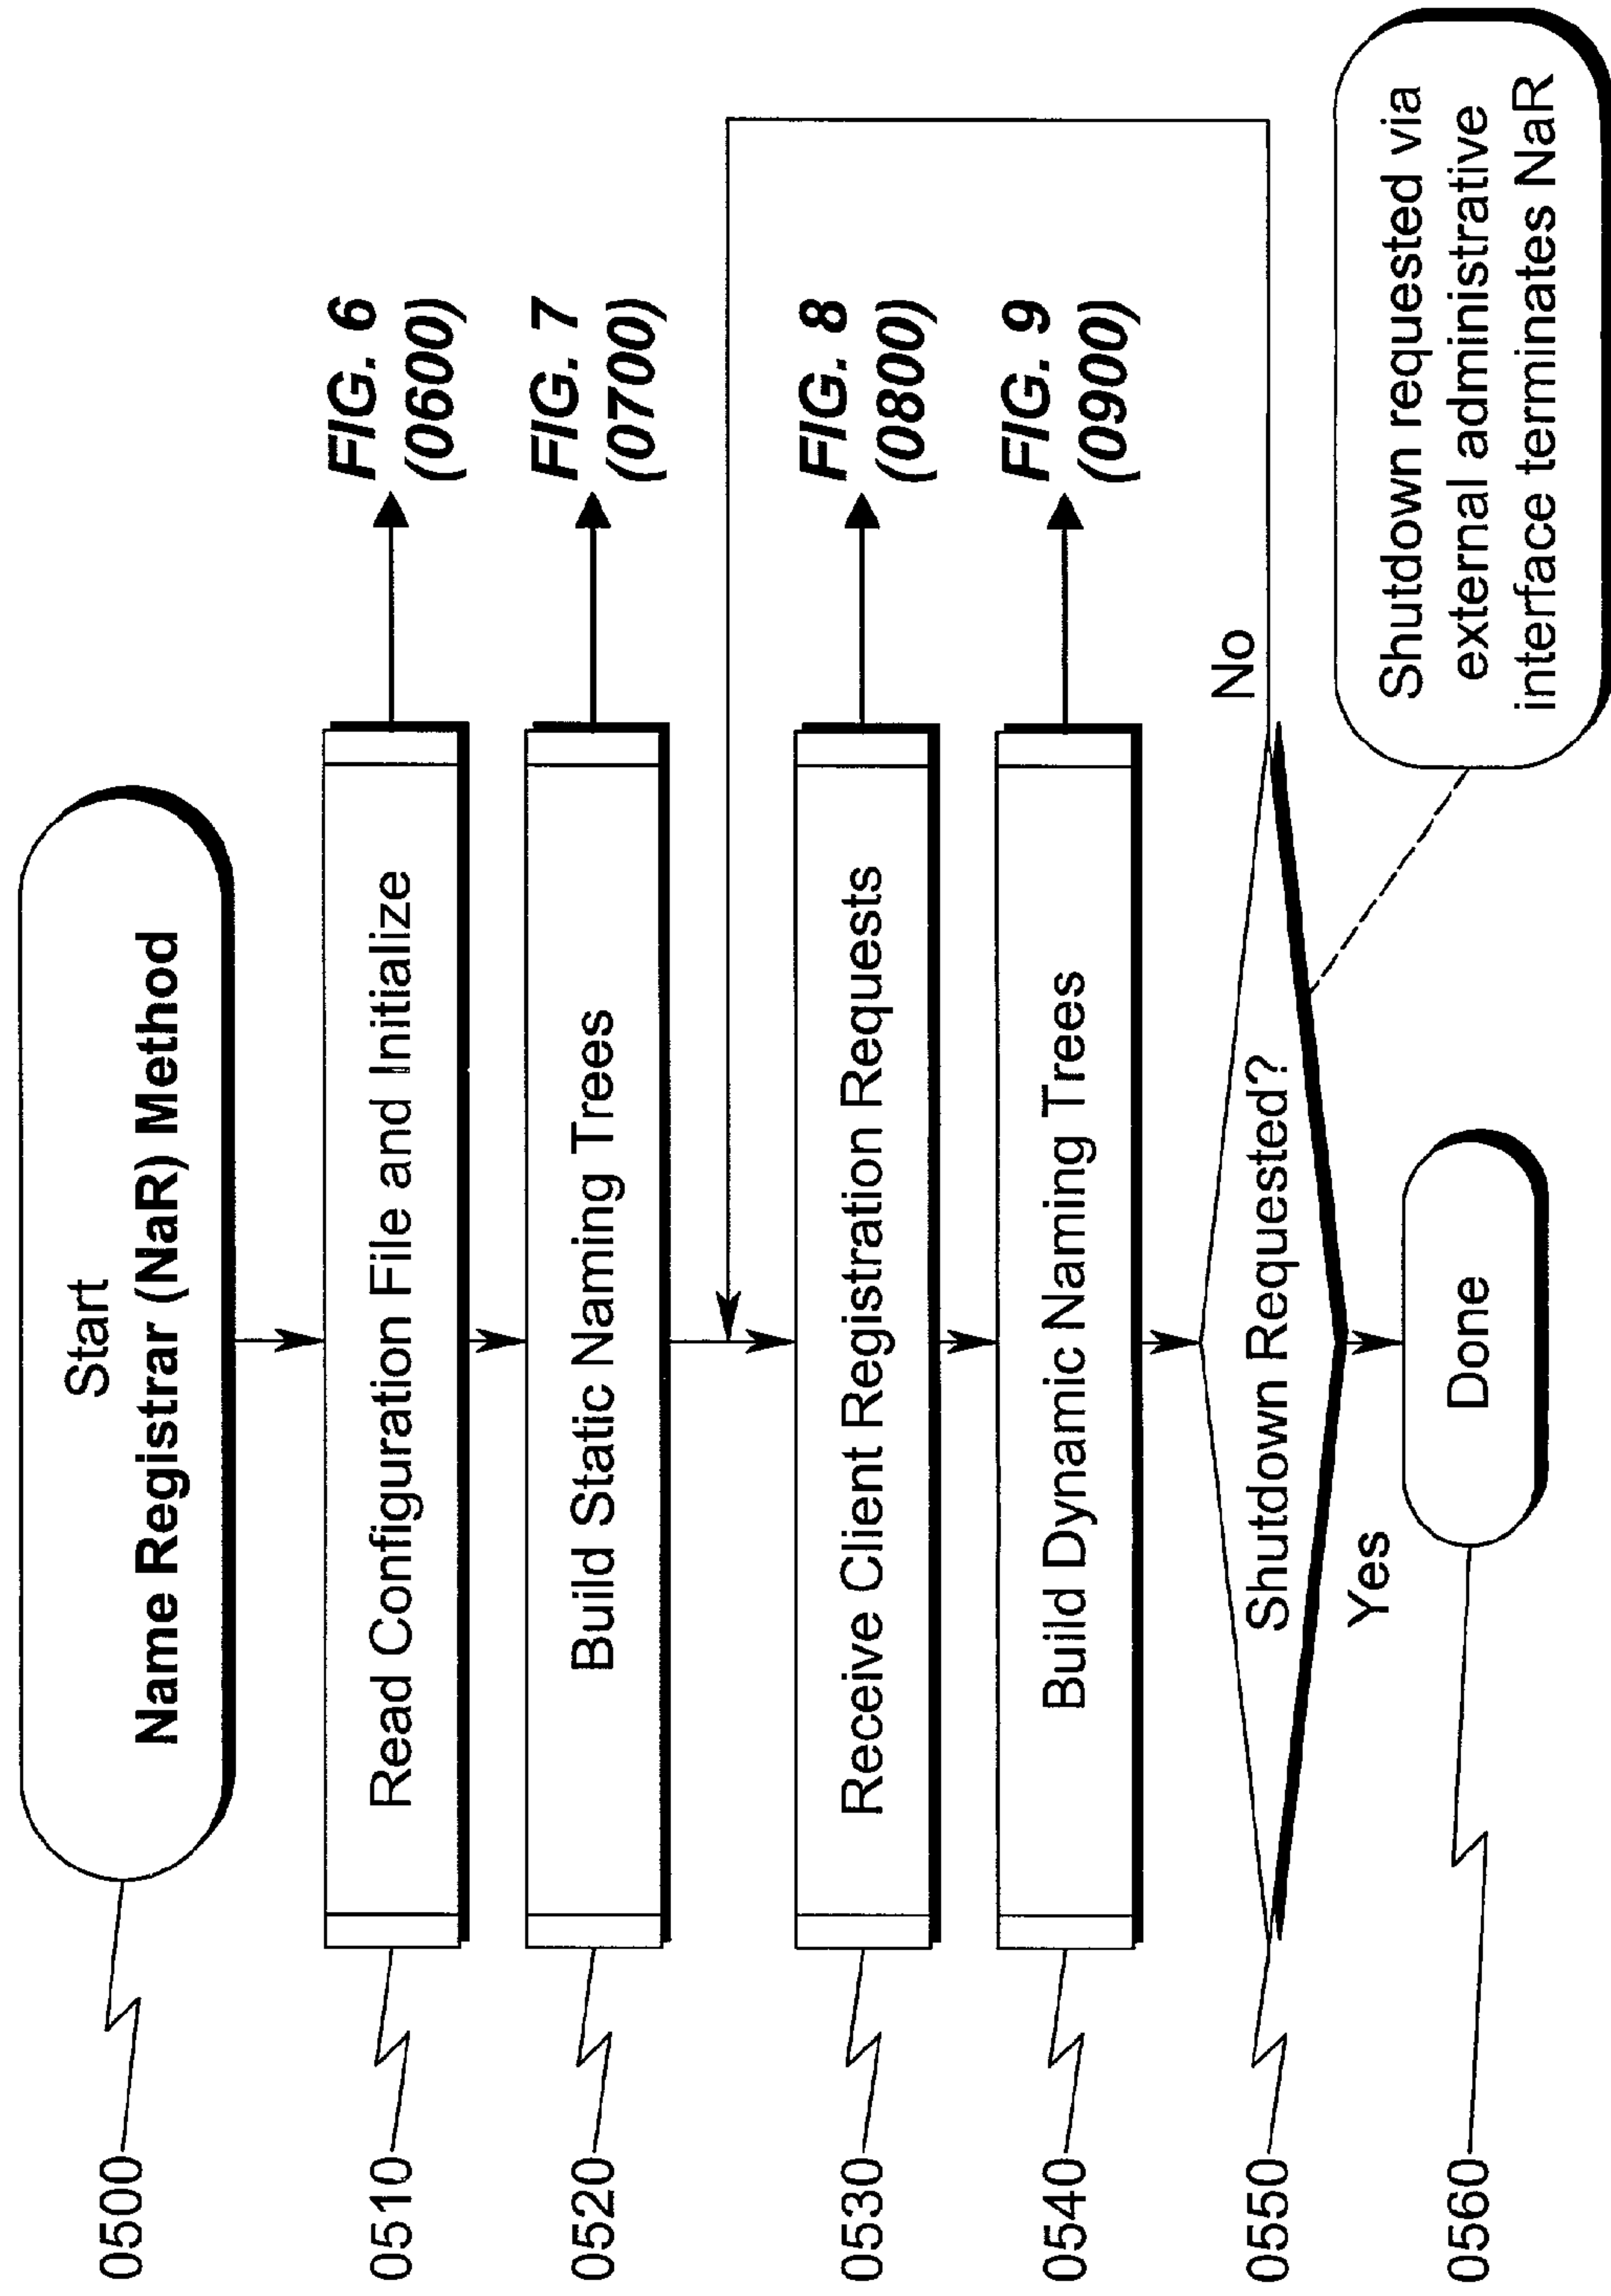 0500
Start
Name Registrar (NaR) Method
0510
Read Configuration File and Initialize
FIG. 6
(0600)
0520
Build Static Naming Trees
FIG. 7
(0700)
0530
Receive Client Registration Requests
FIG. 8
(0800)
0540
Build Dynamic Naming Trees
FIG. 9
(0900)
0550
Shutdown Requested?
No
Yes
0560
Done
Shutdown requested via
external administrative
interface terminates NaR